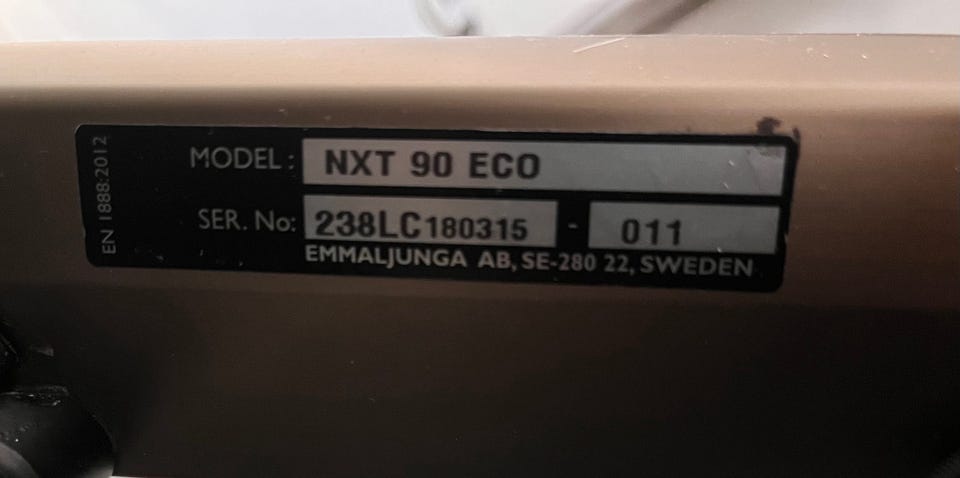 EN 1888:2012
MODEL: NXT 90 ECO
SER. No: 238LC180315 - 011
EMMALJUNGA AB, SE-280 22, SWEDEN